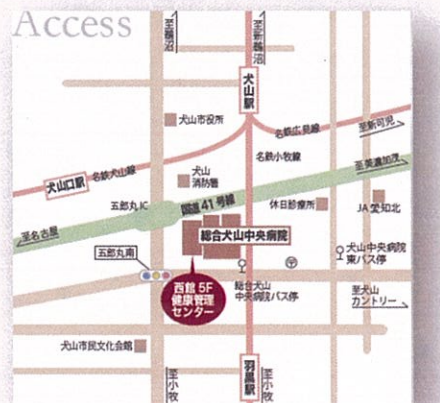 Access
至鵜沼
至新鵜沼
犬山駅
犬山市役所
名鉄広見線
至新可児
名鉄小牧線
至美濃加茂
犬山口駅
名鉄犬山線
犬山
消防署
五郎丸IC
国道41号線
休日診療所
JA愛知北
至名古屋
総合犬山中央病院
五郎丸南
犬山中央病院
東バス停
西館 5F
健康管理
センター
総合犬山
中央病院バス停
至犬山
カントリー
犬山市民文化会館
羽黒駅
至小牧
至小牧